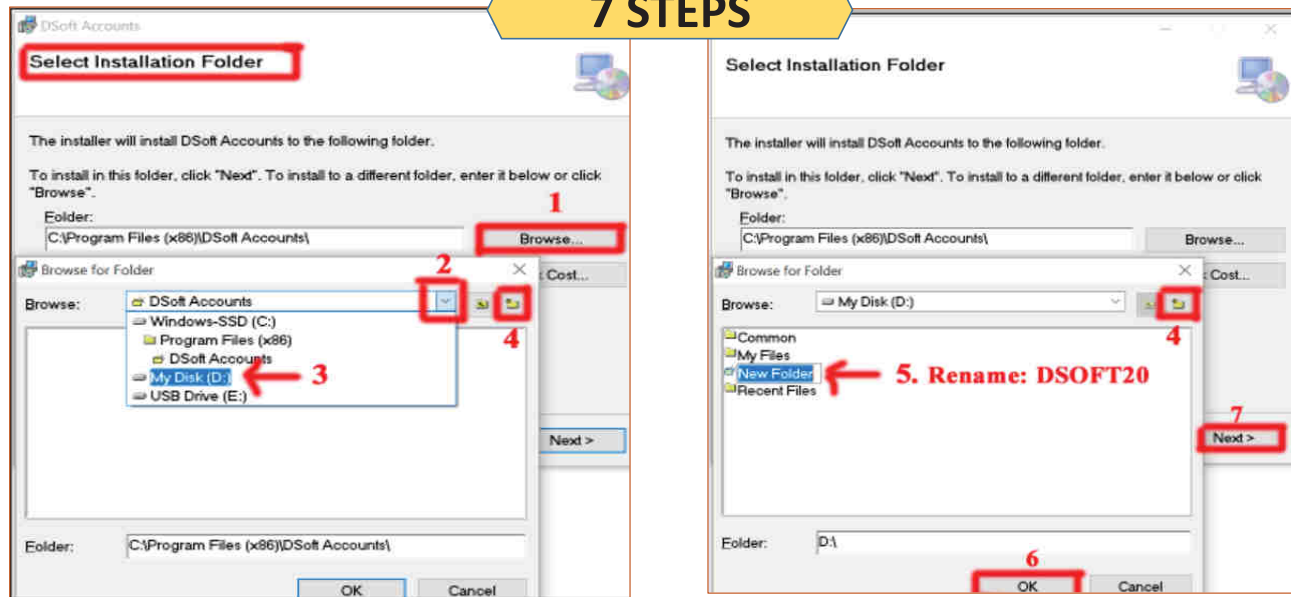 7 STEPS
DSoft Accounts
Select Installation Folder
The installer will install DSoft Accounts to the following folder.
To install in this folder, click "Next". To install to a different folder, enter it below or click
"Browse".
1
Folder:
C:\Program Files (x86)\DSoft Accounts\
Browse...
Browse for Folder
2
Cost...
Browse:
DSoft Accounts
4
Windows-SSD (C:)
Program Files (x86)
DSoft Accounts
My Disk (D:)
3
USB Drive (E:)
Next >
Folder:
C:\Program Files (x86)\DSoft Accounts\
OK
Cancel
Select Installation Folder
The installer will install DSoft Accounts to the following folder.
To install in this folder, click "Next". To install to a different folder, enter it below or click
"Browse".
Folder:
C:\Program Files (x86)\DSoft Accounts\
Browse...
Browse for Folder
Cost...
Browse:
My Disk (D:)
4
Common
My Files
New Folder
5. Rename: DSOFT20
Recent Files
7
Next >
Folder:
D:\
6
OK
Cancel